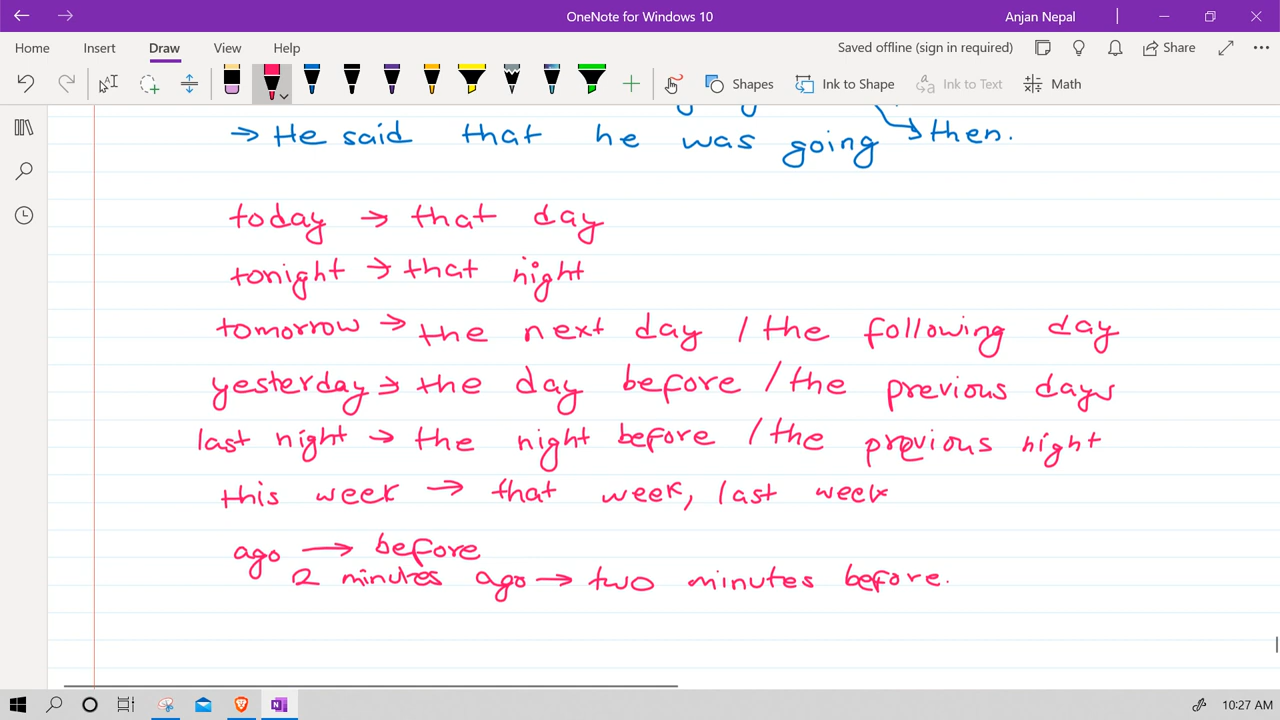 OneNote for Windows 10
Anjan Nepal
Home Insert Draw View Help
Saved offline (sign in required)
Share
Shapes
Ink to Shape
Ink to Text
Math
→ He said that he was going → then.
today → that day
tonight → that night
tomorrow → the next day / the following day
yesterday → the day before / the previous days
last night → the night before / the previous night
this week → that week, last week
ago → before
2 minutes ago → two minutes before.
10:27 AM